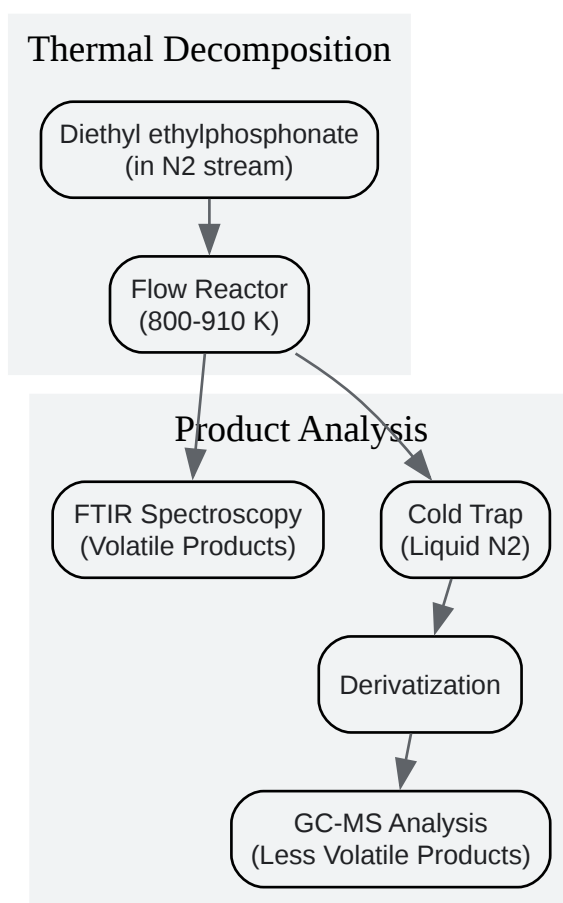 Thermal Decomposition
Diethyl ethylphosphonate
(in N2 stream)
Flow Reactor
(800-910 K)
Product Analysis
FTIR Spectroscopy
(Volatile Products)
Cold Trap
(Liquid N2)
Derivatization
GC-MS Analysis
(Less Volatile Products)